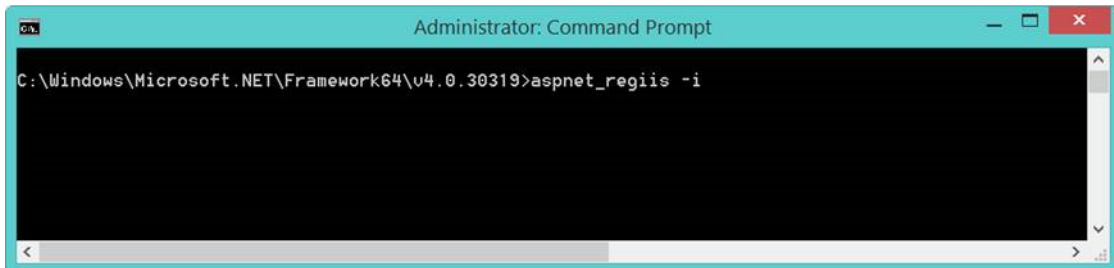 Administrator: Command Prompt
C:\Windows\Microsoft.NET\Framework64\v4.0.30319>aspnet_regiis -i